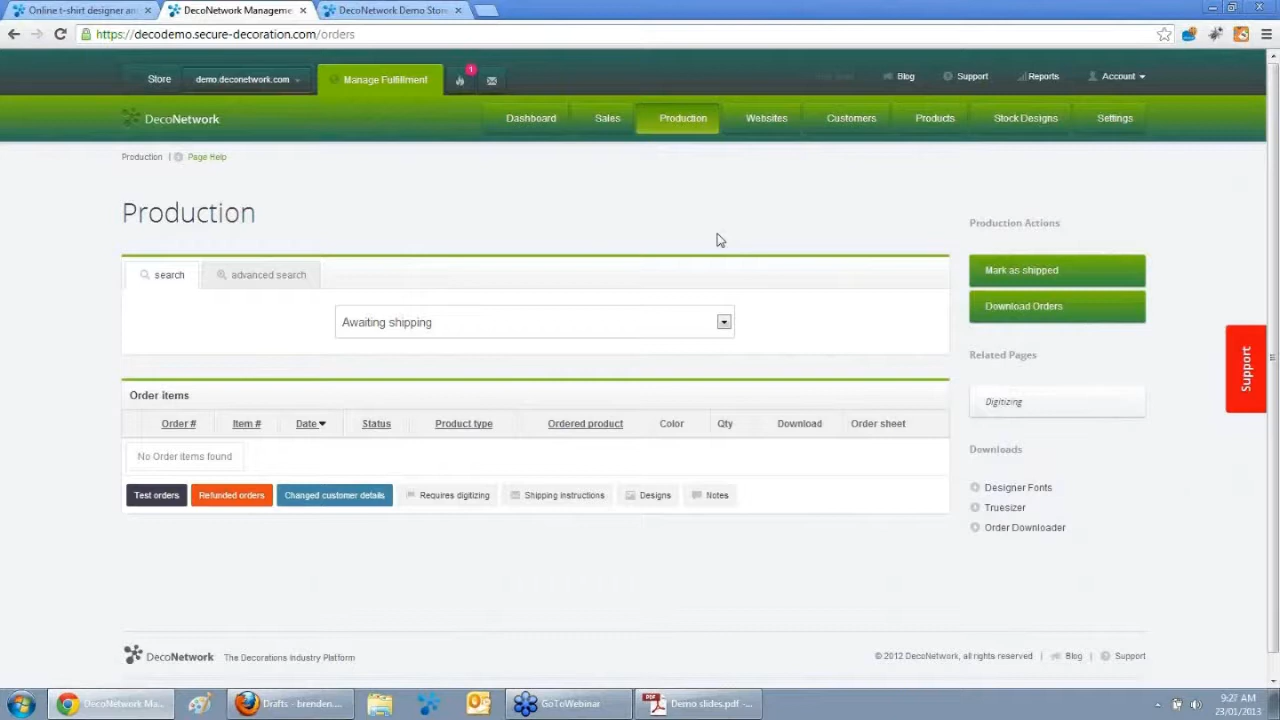 Online t-shirt designer an
DecoNetwork Manageme
DecoNetwork Demo Stor
https://decodemo.secure-decoration.com/orders
Store
demo.deconetwork.com
Manage Fulfillment
1
Blog
Support
Reports
Account
DecoNetwork
Dashboard
Sales
Production
Websites
Customers
Products
Stock Designs
Settings
Production | Page Help
Production
Production Actions
search
advanced search
Mark as shipped
Awaiting shipping
Download Orders
Related Pages
Support
Order items
Digitizing
Order # Item # Date Status Product type Ordered product Color Qty Download Order sheet
No Order items found
Downloads
Test orders Refunded orders Changed customer details Requires digitizing Shipping instructions Designs Notes
Designer Fonts
Truesizer
Order Downloader
DecoNetwork The Decorations Industry Platform
© 2012 DecoNetwork, all rights reserved | Blog | Support
DecoNetwork Ma...
Drafts - brenden....
GoToWebinar
PDF
Demo slides.pdf -...
9:27 AM
23/01/2013